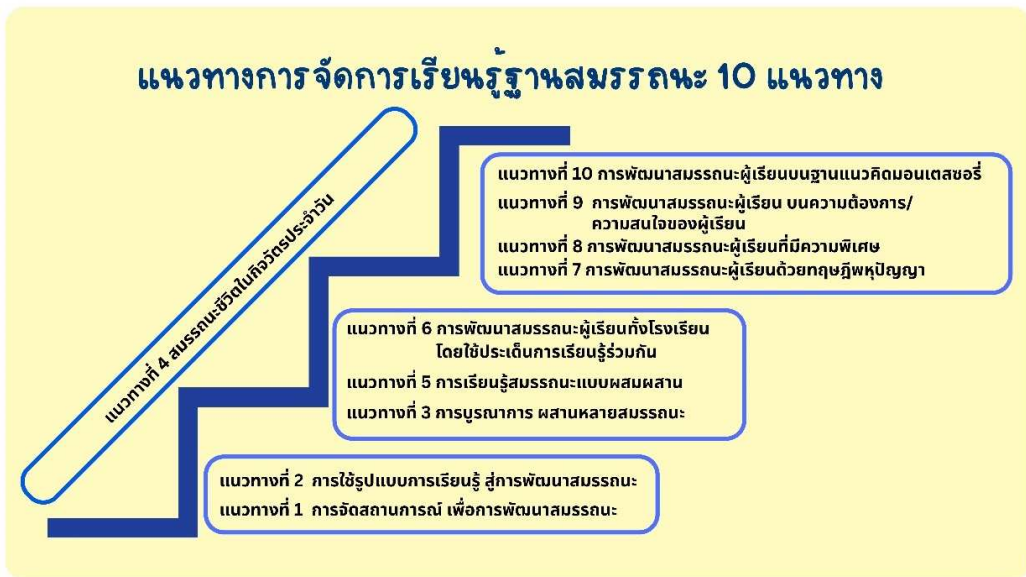 แนวทางการจัดการเรียนรู้ฐานสมรรถนะ 10 แนวทาง
แนวทางที่ 4 สมรรถนะชีวิตในกิจวัตรประจำวัน
แนวทางที่ 10 การพัฒนาสมรรถนะผู้เรียนบนฐานแนวคิดมอนเตสซอรี่
แนวทางที่ 9 การพัฒนาสมรรถนะผู้เรียน บนความต้องการ/
ความสนใจของผู้เรียน
แนวทางที่ 8 การพัฒนาสมรรถนะผู้เรียนที่มีความพิเศษ
แนวทางที่ 7 การพัฒนาสมรรถนะผู้เรียนด้วยทฤษฎีพหุปัญญา
แนวทางที่ 6 การพัฒนาสมรรถนะผู้เรียนทั้งโรงเรียน
โดยใช้ประเด็นการเรียนรู้ร่วมกัน
แนวทางที่ 5 การเรียนรู้สมรรถนะแบบผสมผสาน
แนวทางที่ 3 การบูรณาการ ผสานหลายสมรรถนะ
แนวทางที่ 2 การใช้รูปแบบการเรียนรู้ สู่การพัฒนาสมรรถนะ
แนวทางที่ 1 การจัดสถานการณ์ เพื่อการพัฒนาสมรรถนะ